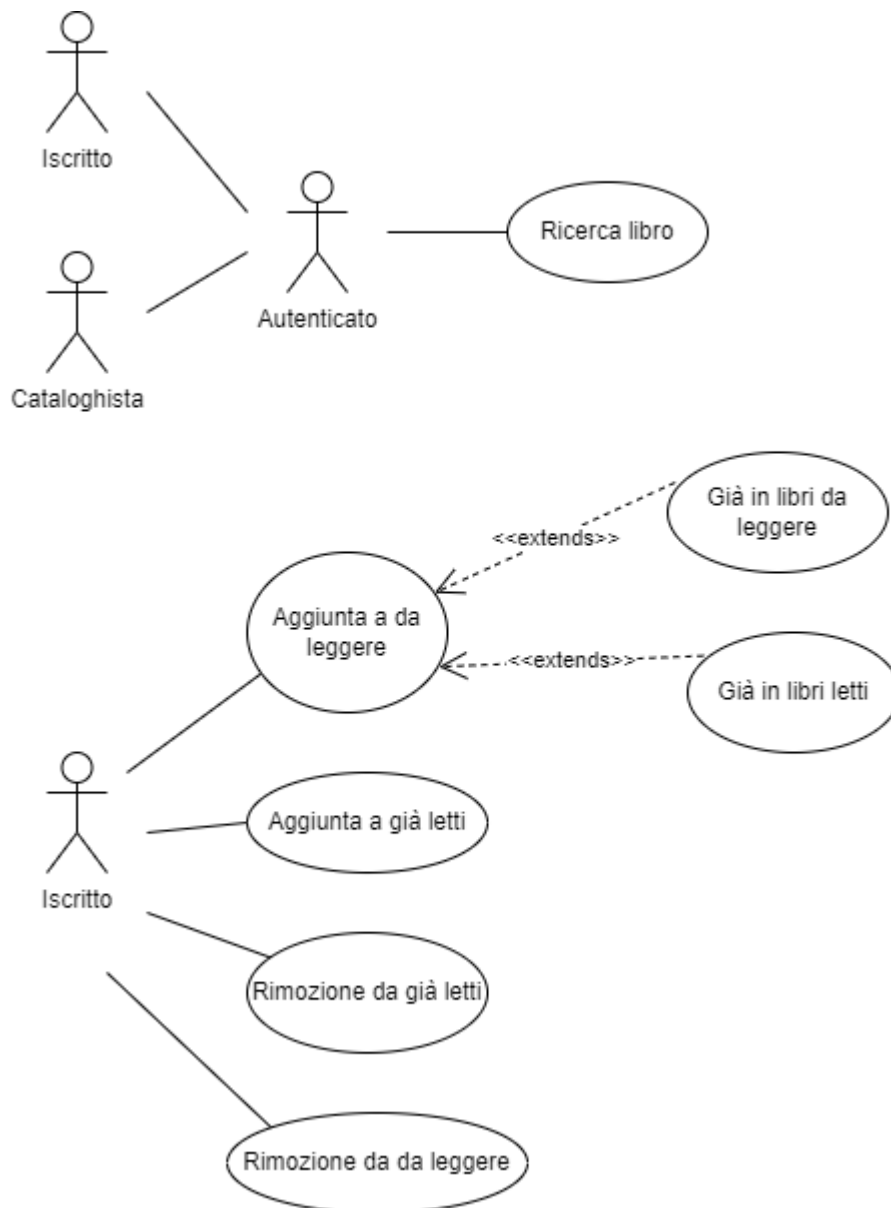 Iscritto
Ricerca libro
Autenticato
Cataloghista
Già in libri da
leggere
<<extends>>
Aggiunta a da
leggere
<<extends>>
Già in libri letti
Aggiunta a già letti
Iscritto
Rimozione da già letti
Rimozione da da leggere